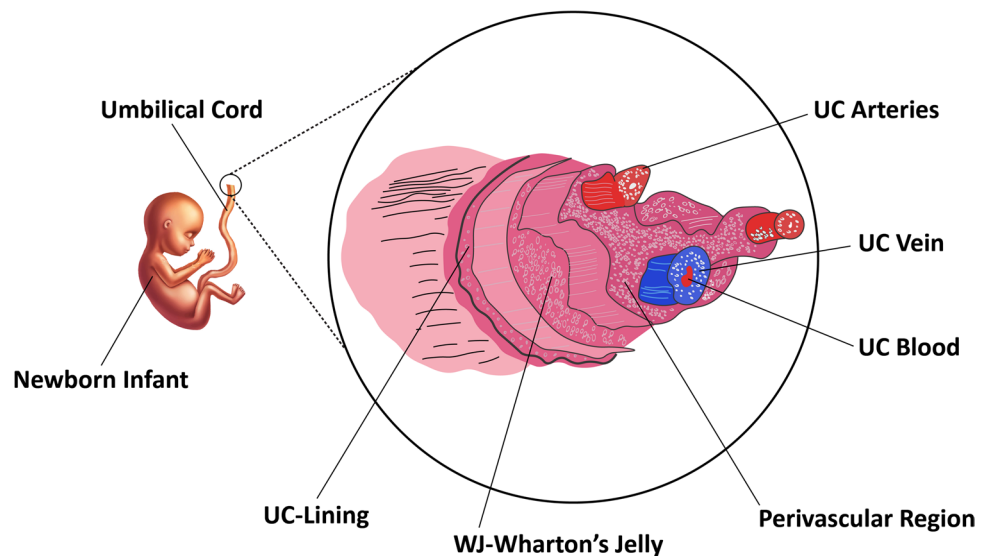 Umbilical Cord
UC Arteries
UC Vein
UC Blood
Newborn Infant
UC-Lining
WJ-Wharton's Jelly
Perivascular Region